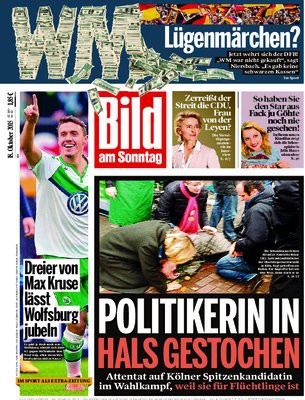 WM
Lügenmärchen?
Jetzt wehrt sich der DFB!
„WM war nicht gekauft", sagt
Niersbach. „Es gab keine
schwarzen Kassen"
Im Sport
18. Oktober 2015
1,85 €
Bild
am Sonntag
Zerreißt der
Streit die CDU,
Frau von
der Leyen?
So haben Sie
den Star aus
Fack ju Göhte
noch nie
gesehen!
Dreier von
Max Kruse
lässt
Wolfsburg
jubeln
IM SPORT ALS EXTRA-ZEITUNG
POLITIKERIN IN
HALS GESTOCHEN
Attentat auf Kölner Spitzenkandidatin
im Wahlkampf, weil sie für Flüchtlinge ist